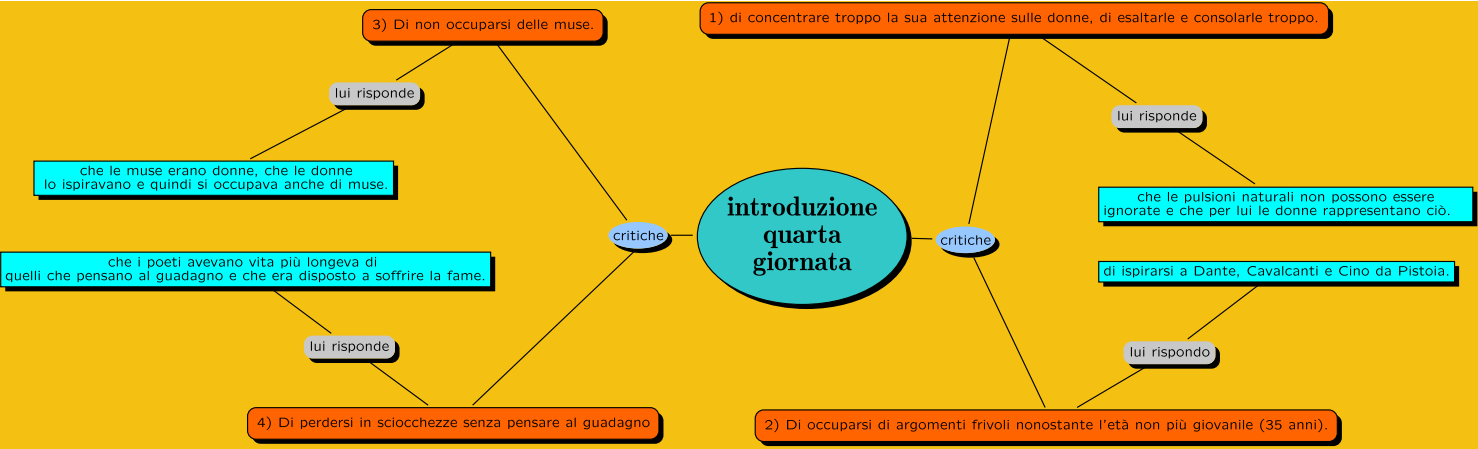 3) Di non occuparsi delle muse.
1) di concentrare troppo la sua attenzione sulle donne, di esaltarle e consolarle troppo.
lui risponde
lui risponde
che le muse erano donne, che le donne
lo ispiravano e quindi si occupava anche di muse.
che le pulsioni naturali non possono essere
ignorate e che per lui le donne rappresentano ciò.
introduzione
quarta
giornata
critiche
critiche
che i poeti avevano vita più longeva di
quelli che pensano al guadagno e che era disposto a soffrire la fame.
di ispirarsi a Dante, Cavalcanti e Cino da Pistoia.
lui risponde
lui rispondo
4) Di perdersi in sciocchezze senza pensare al guadagno
2) Di occuparsi di argomenti frivoli nonostante l'età non più giovanile (35 anni).